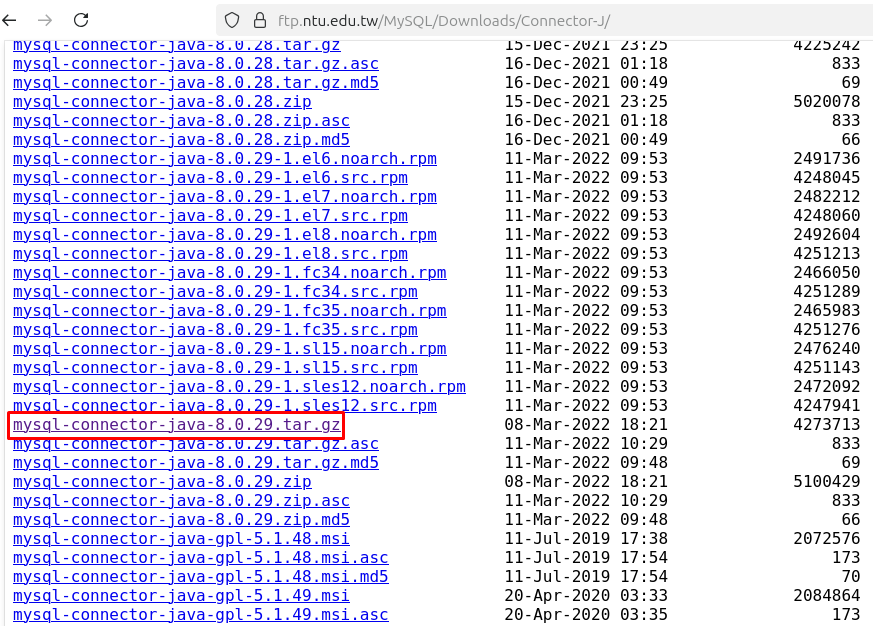 ftp.ntu.edu.tw/MySQL/Downloads/Connector-J/
mysql-connector-java-8.0.28.tar.gz 15-Dec-2021 23:25 4225242
mysql-connector-java-8.0.28.tar.gz.asc 16-Dec-2021 01:18 833
mysql-connector-java-8.0.28.tar.gz.md5 16-Dec-2021 00:49 69
mysql-connector-java-8.0.28.zip 15-Dec-2021 23:25 5020078
mysql-connector-java-8.0.28.zip.asc 16-Dec-2021 01:18 833
mysql-connector-java-8.0.28.zip.md5 16-Dec-2021 00:49 66
mysql-connector-java-8.0.29-1.el6.noarch.rpm 11-Mar-2022 09:53 2491736
mysql-connector-java-8.0.29-1.el6.src.rpm 11-Mar-2022 09:53 4248045
mysql-connector-java-8.0.29-1.el7.noarch.rpm 11-Mar-2022 09:53 2482212
mysql-connector-java-8.0.29-1.el7.src.rpm 11-Mar-2022 09:53 4248060
mysql-connector-java-8.0.29-1.el8.noarch.rpm 11-Mar-2022 09:53 2492604
mysql-connector-java-8.0.29-1.el8.src.rpm 11-Mar-2022 09:53 4251213
mysql-connector-java-8.0.29-1.fc34.noarch.rpm 11-Mar-2022 09:53 2466050
mysql-connector-java-8.0.29-1.fc34.src.rpm 11-Mar-2022 09:53 4251289
mysql-connector-java-8.0.29-1.fc35.noarch.rpm 11-Mar-2022 09:53 2465983
mysql-connector-java-8.0.29-1.fc35.src.rpm 11-Mar-2022 09:53 4251276
mysql-connector-java-8.0.29-1.sl15.noarch.rpm 11-Mar-2022 09:53 2476240
mysql-connector-java-8.0.29-1.sl15.src.rpm 11-Mar-2022 09:53 4251143
mysql-connector-java-8.0.29-1.sles12.noarch.rpm 11-Mar-2022 09:53 2472092
mysql-connector-java-8.0.29-1.sles12.src.rpm 11-Mar-2022 09:53 4247941
mysql-connector-java-8.0.29.tar.gz 08-Mar-2022 18:21 4273713
mysql-connector-java-8.0.29.tar.gz.asc 11-Mar-2022 10:29 833
mysql-connector-java-8.0.29.tar.gz.md5 11-Mar-2022 09:48 69
mysql-connector-java-8.0.29.zip 08-Mar-2022 18:21 5100429
mysql-connector-java-8.0.29.zip.asc 11-Mar-2022 10:29 833
mysql-connector-java-8.0.29.zip.md5 11-Mar-2022 09:48 66
mysql-connector-java-gpl-5.1.48.msi 11-Jul-2019 17:38 2072576
mysql-connector-java-gpl-5.1.48.msi.asc 11-Jul-2019 17:54 173
mysql-connector-java-gpl-5.1.48.msi.md5 11-Jul-2019 17:54 70
mysql-connector-java-gpl-5.1.49.msi 20-Apr-2020 03:33 2084864
mysql-connector-java-gpl-5.1.49.msi.asc 20-Apr-2020 03:35 173